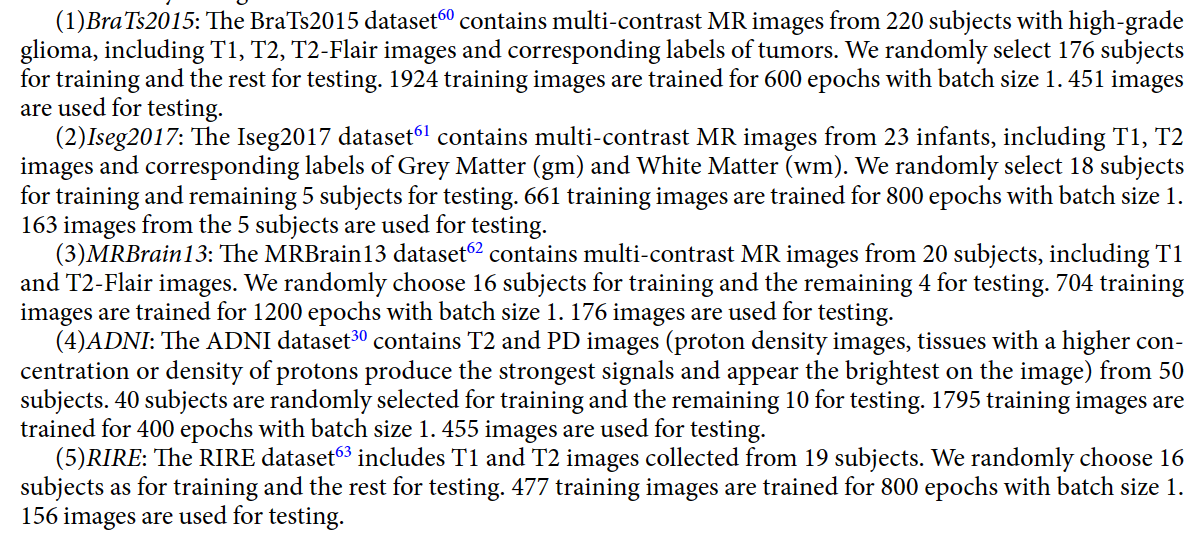 (1)BraTs2015: The BraTs2015 dataset60 contains multi-contrast MR images from 220 subjects with high-grade
glioma, including T1, T2, T2-Flair images and corresponding labels of tumors. We randomly select 176 subjects
for training and the rest for testing. 1924 training images are trained for 600 epochs with batch size 1. 451 images
are used for testing.
(2)Iseg2017: The Iseg2017 dataset61 contains multi-contrast MR images from 23 infants, including T1, T2
images and corresponding labels of Grey Matter (gm) and White Matter (wm). We randomly select 18 subjects
for training and remaining 5 subjects for testing. 661 training images are trained for 800 epochs with batch size 1.
163 images from the 5 subjects are used for testing.
(3)MRBrain13: The MRBrain13 dataset62 contains multi-contrast MR images from 20 subjects, including T1
and T2-Flair images. We randomly choose 16 subjects for training and the remaining 4 for testing. 704 training
images are trained for 1200 epochs with batch size 1. 176 images are used for testing.
(4)ADNI: The ADNI dataset30 contains T2 and PD images (proton density images, tissues with a higher con-
centration or density of protons produce the strongest signals and appear the brightest on the image) from 50
subjects. 40 subjects are randomly selected for training and the remaining 10 for testing. 1795 training images are
trained for 400 epochs with batch size 1. 455 images are used for testing.
(5)RIRE: The RIRE dataset63 includes T1 and T2 images collected from 19 subjects. We randomly choose 16
subjects as for training and the rest for testing. 477 training images are trained for 800 epochs with batch size 1.
156 images are used for testing.